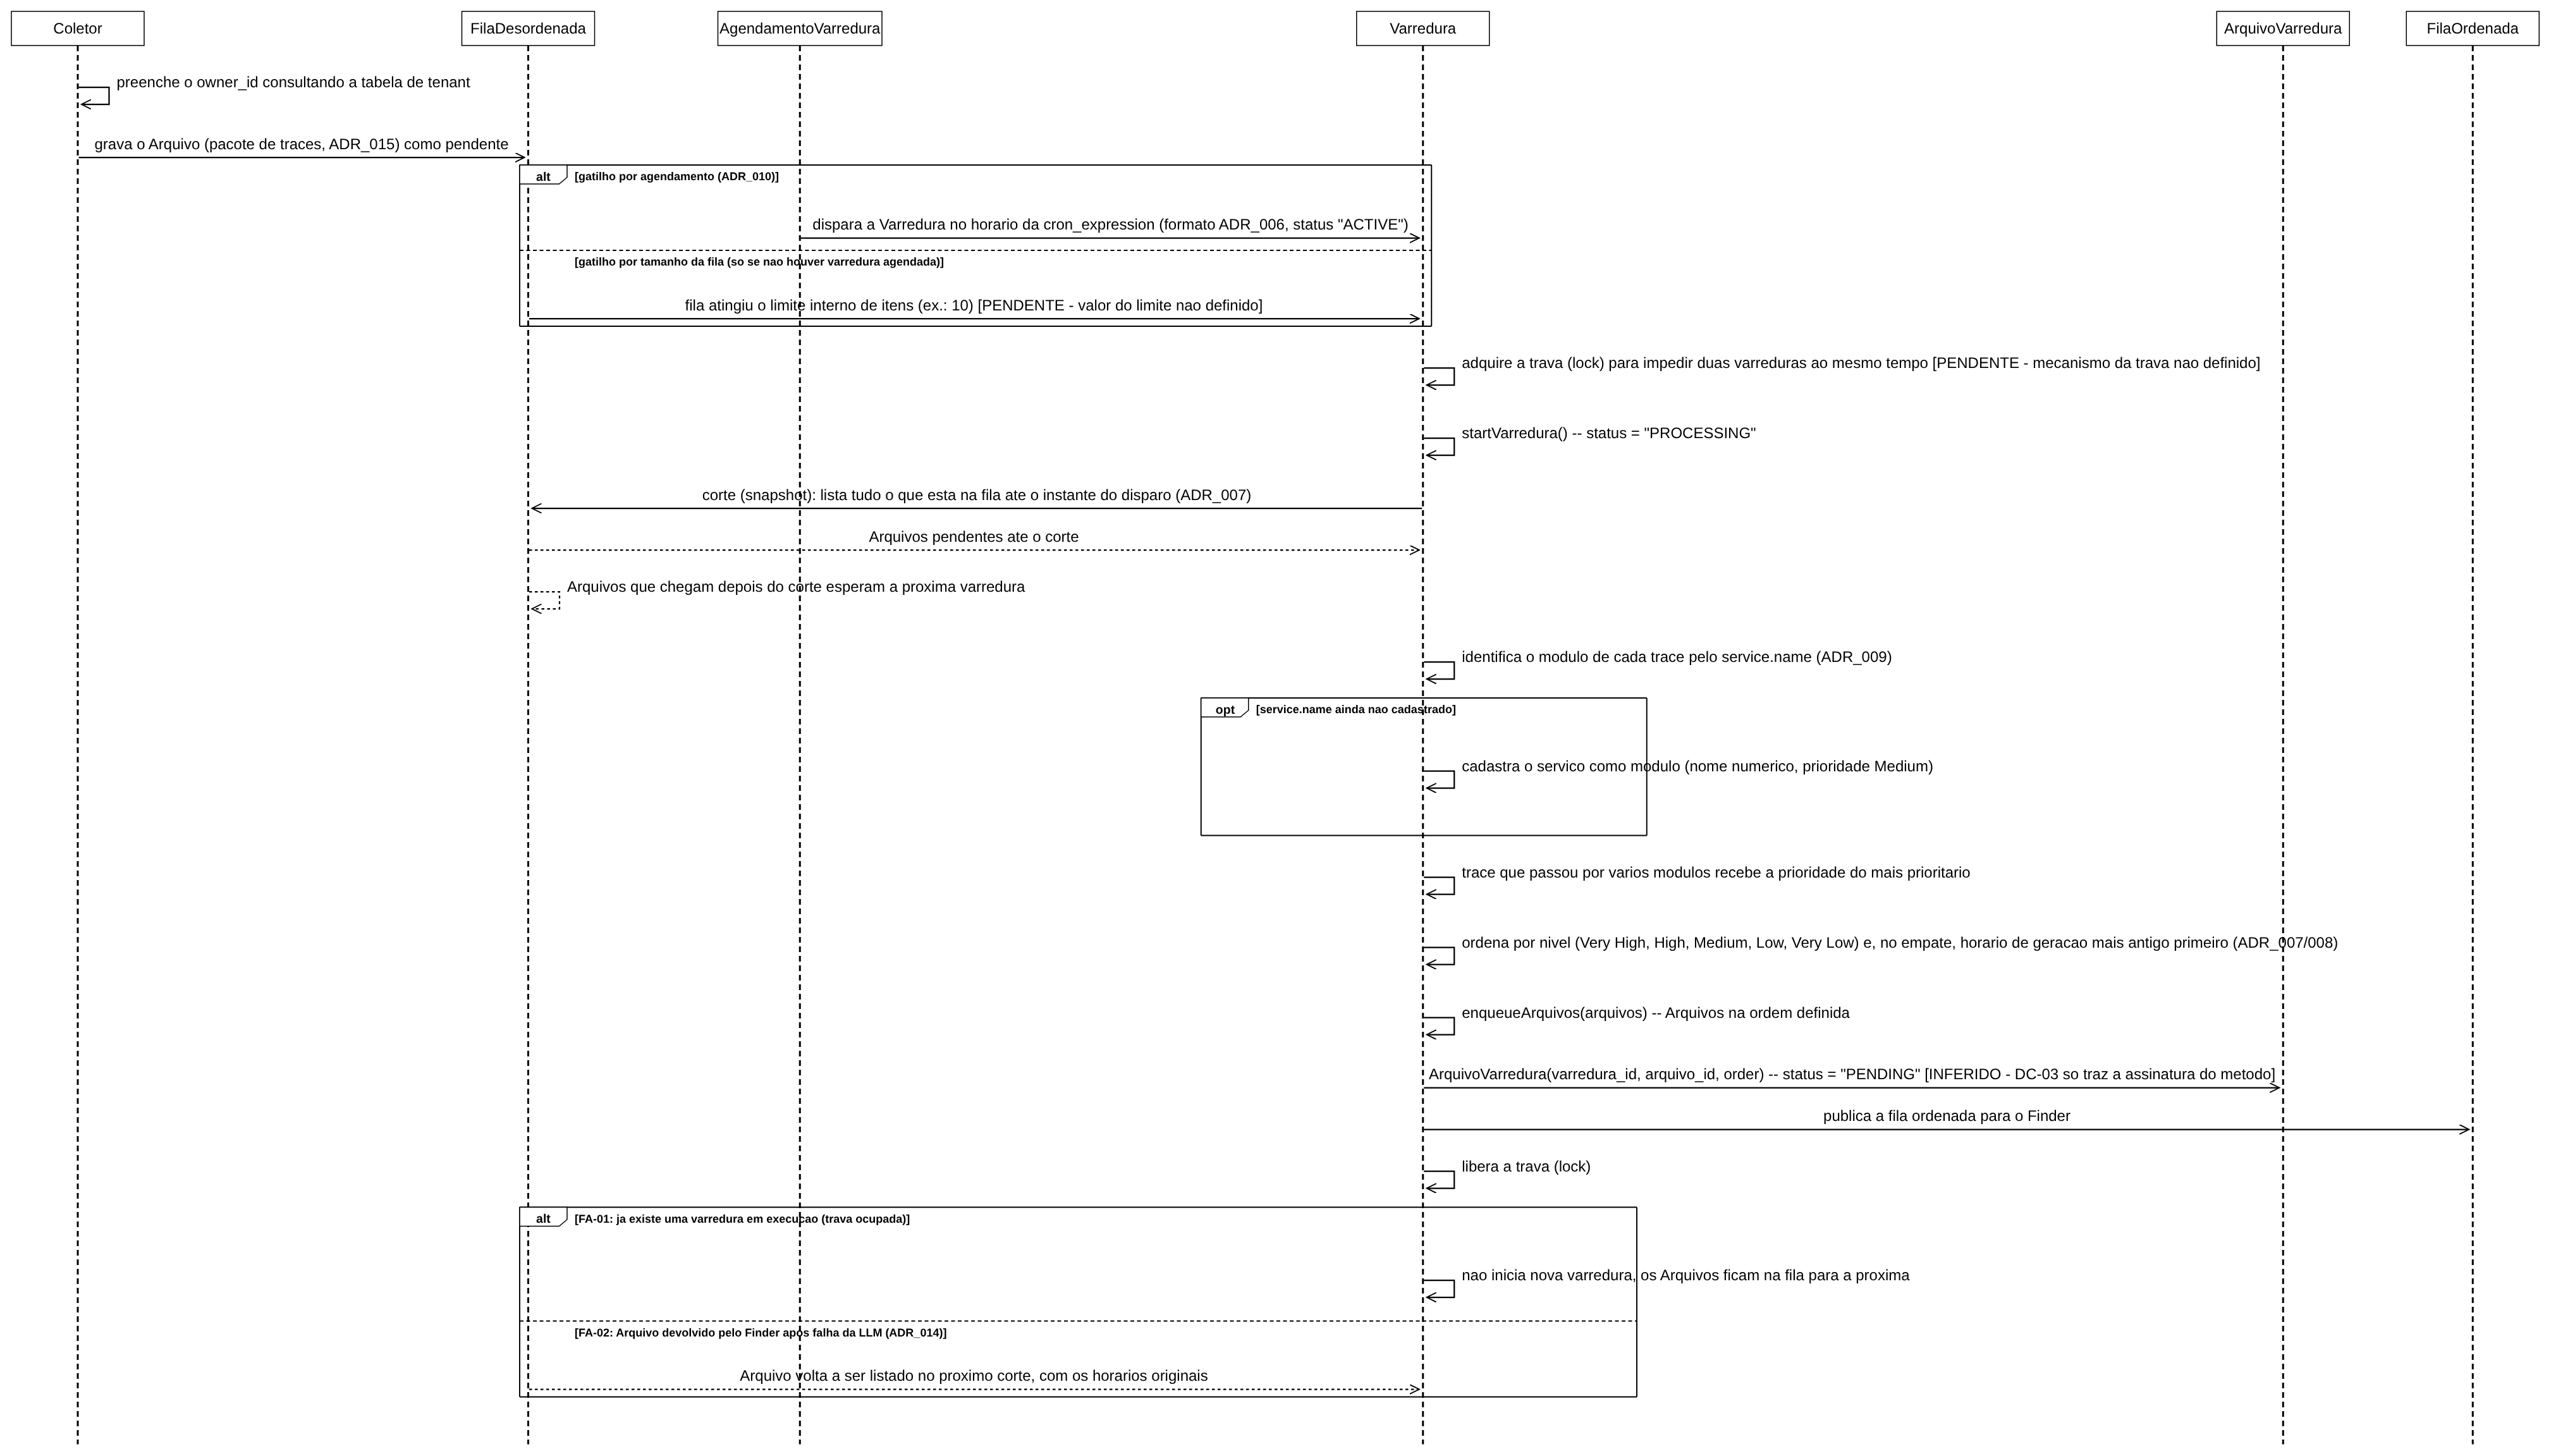 Coletor
FilaDesordenada
AgendamentoVarredura
Varredura
ArquivoVarredura
FilaOrdenada
preenche o owner_id consultando a tabela de tenant
grava o Arquivo (pacote de traces, ADR_015) como pendente
alt
[gatilho por agendamento (ADR_010)]
dispara a Varredura no horario da cron_expression (formato ADR_006, status "ACTIVE")
[gatilho por tamanho da fila (so se nao houver varredura agendada)]
fila atingiu o limite interno de itens (ex.: 10) [PENDENTE - valor do limite nao definido]
adquire a trava (lock) para impedir duas varreduras ao mesmo tempo [PENDENTE - mecanismo da trava nao definido]
startVarredura() -- status = "PROCESSING"
corte (snapshot): lista tudo o que esta na fila ate o instante do disparo (ADR_007)
Arquivos pendentes ate o corte
Arquivos que chegam depois do corte esperam a proxima varredura
identifica o modulo de cada trace pelo service.name (ADR_009)
opt
[service.name ainda nao cadastrado]
cadastra o servico como modulo (nome numerico, prioridade Medium)
trace que passou por varios modulos recebe a prioridade do mais prioritario
ordena por nivel (Very High, High, Medium, Low, Very Low) e, no empate, horario de geracao mais antigo primeiro (ADR_007/008)
enqueueArquivos(arquivos) -- Arquivos na ordem definida
ArquivoVarredura(varredura_id, arquivo_id, order) -- status = "PENDING" [INFERIDO - DC-03 so traz a assinatura do metodo]
publica a fila ordenada para o Finder
libera a trava (lock)
alt
[FA-01: ja existe uma varredura em execucao (trava ocupada)]
nao inicia nova varredura, os Arquivos ficam na fila para a proxima
[FA-02: Arquivo devolvido pelo Finder apos falha da LLM (ADR_014)]
Arquivo volta a ser listado no proximo corte, com os horarios originais